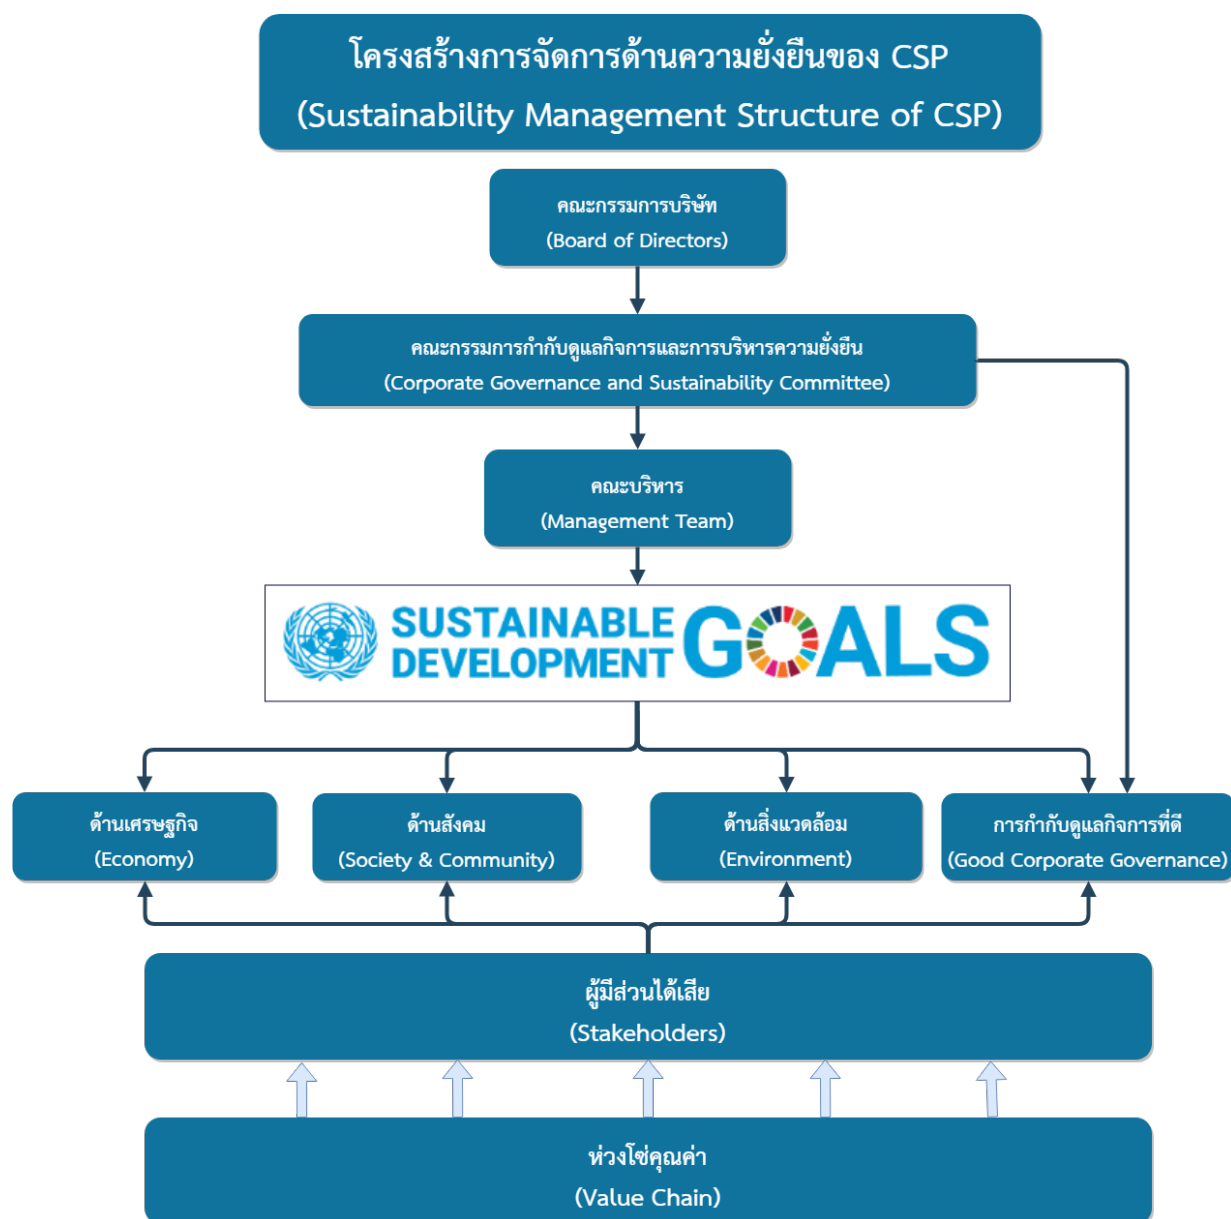 โครงสร้างการจัดการด้านความยั่งยืนของ CSP
(Sustainability Management Structure of CSP)
คณะกรรมการบริษัท
(Board of Directors)
คณะกรรมการกำกับดูแลกิจการและการบริหารความยั่งยืน
(Corporate Governance and Sustainability Committee)
คณะบริหาร
(Management Team)
SUSTAINABLE
DEVELOPMENT
GOALS
ด้านเศรษฐกิจ
(Economy)
ด้านสังคม
(Society & Community)
ด้านสิ่งแวดล้อม
(Environment)
การกำกับดูแลกิจการที่ดี
(Good Corporate Governance)
ผู้มีส่วนได้เสีย
(Stakeholders)
ห่วงโซ่คุณค่า
(Value Chain)